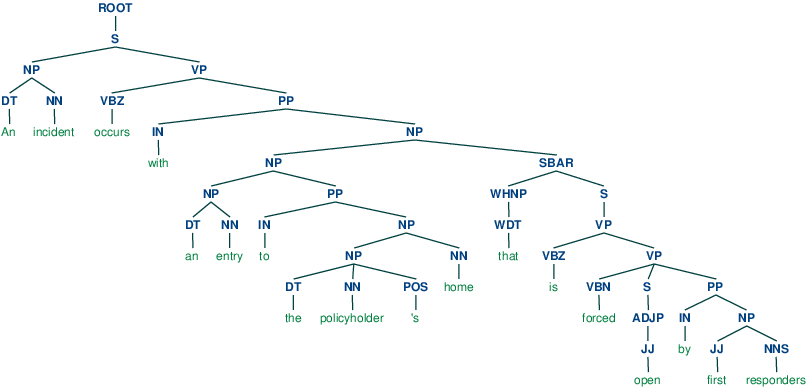 ROOT
S
NP VP
DT NN VBZ PP
An incident occurs IN NP
with NP SBAR
NP PP WHNP S
DT NN IN NP WDT VP
an entry to NP NN that VBZ VP
DT NN POS home is VBN S PP
the policyholder 's forced ADJP IN NP
JJ by JJ NNS
open first responders